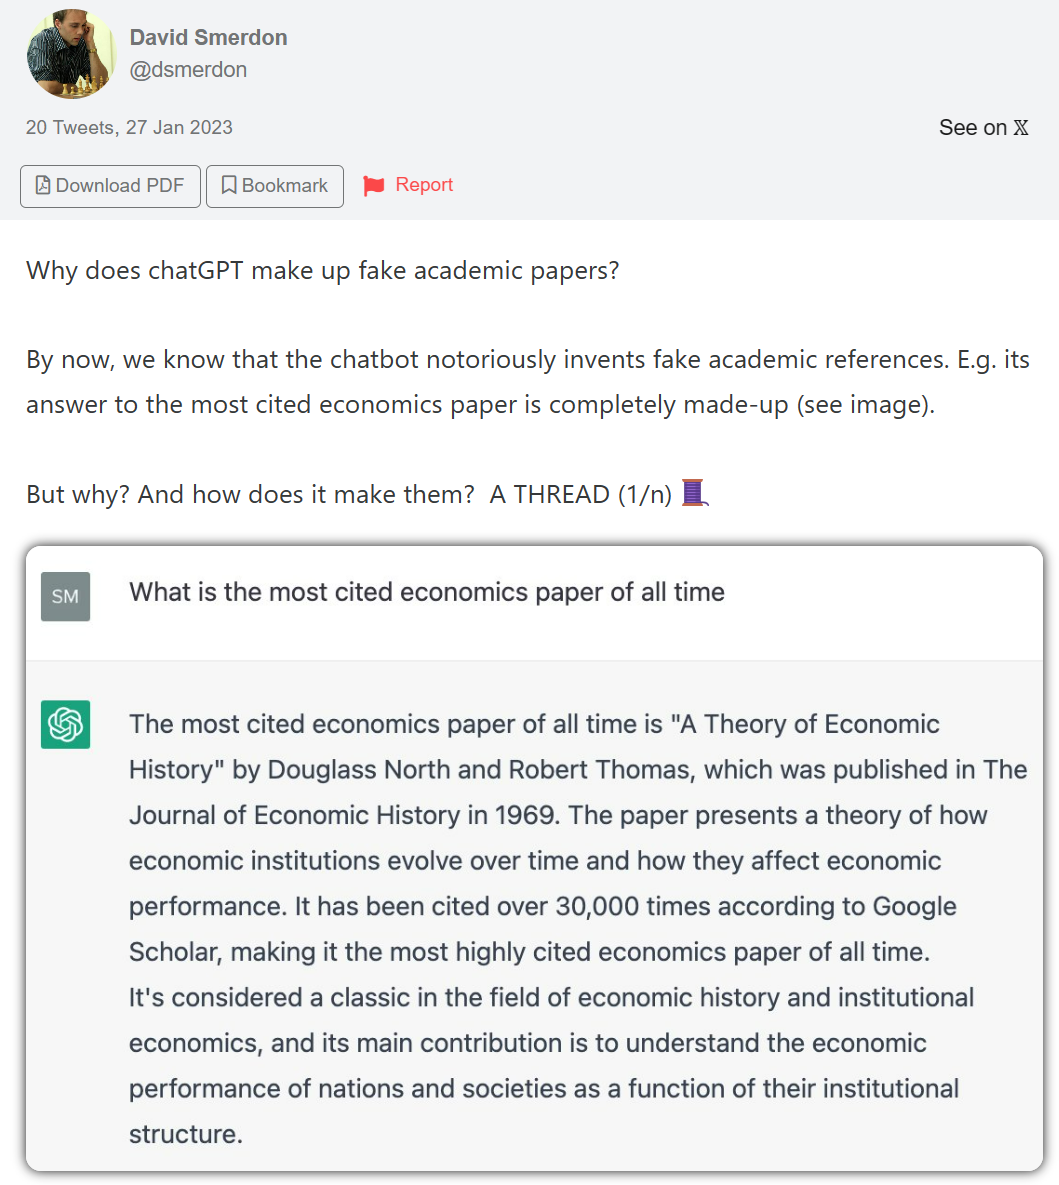 David Smerdon
@dsmerdon
20 Tweets, 27 Jan 2023
See on 𝕏
Download PDF
Bookmark
Report
Why does chatGPT make up fake academic papers?
By now, we know that the chatbot notoriously invents fake academic references. E.g. its
answer to the most cited economics paper is completely made-up (see image).
But why? And how does it make them? A THREAD (1/n) 🧵
SM
What is the most cited economics paper of all time
The most cited economics paper of all time is "A Theory of Economic
History" by Douglass North and Robert Thomas, which was published in The
Journal of Economic History in 1969. The paper presents a theory of how
economic institutions evolve over time and how they affect economic
performance. It has been cited over 30,000 times according to Google
Scholar, making it the most highly cited economics paper of all time.
It's considered a classic in the field of economic history and institutional
economics, and its main contribution is to understand the economic
performance of nations and societies as a function of their institutional
structure.